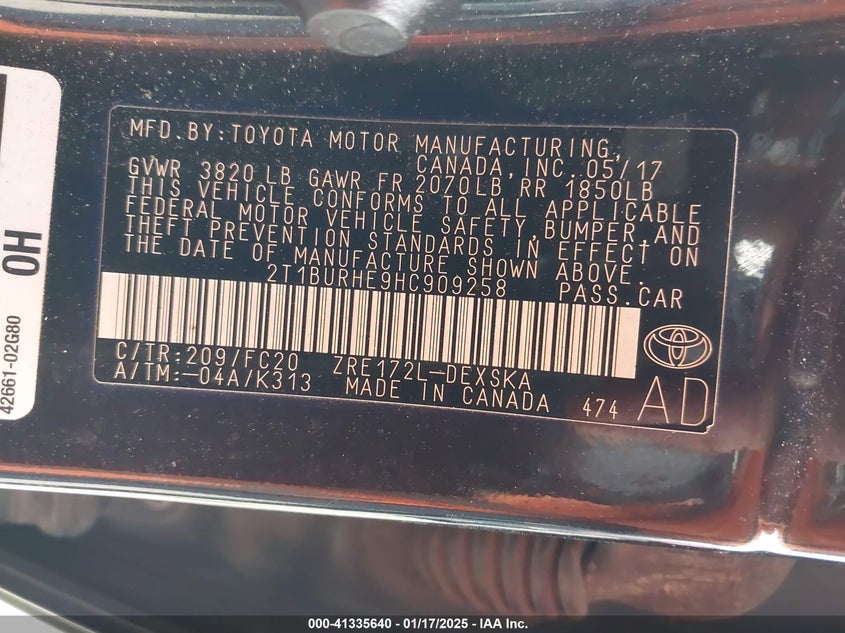 MFD.BY:TOYOTA MOTOR MANUFACTURING,
CANADA,INC.05/17
GVWR 3820 LB GAWR FR 2070LB RR 1850LB
THIS VEHICLE CONFORMS TO ALL APPLICABLE
FEDERAL MOTOR VEHICLE SAFETY,BUMPER,AND
THEFT PREVENTION STANDARDS IN EFFECT ON
THE DATE OF MANUFACTURE SHOWN ABOVE.
2T1BURHE9HC909258 PASS.CAR
C/TR:209/FC20 ZRE172L-DEXSKA
A/TM:-04A/K313 MADE IN CANADA 474 AD
OH
42661-02G80
000-41335640 - 01/17/2025 - IAA Inc.